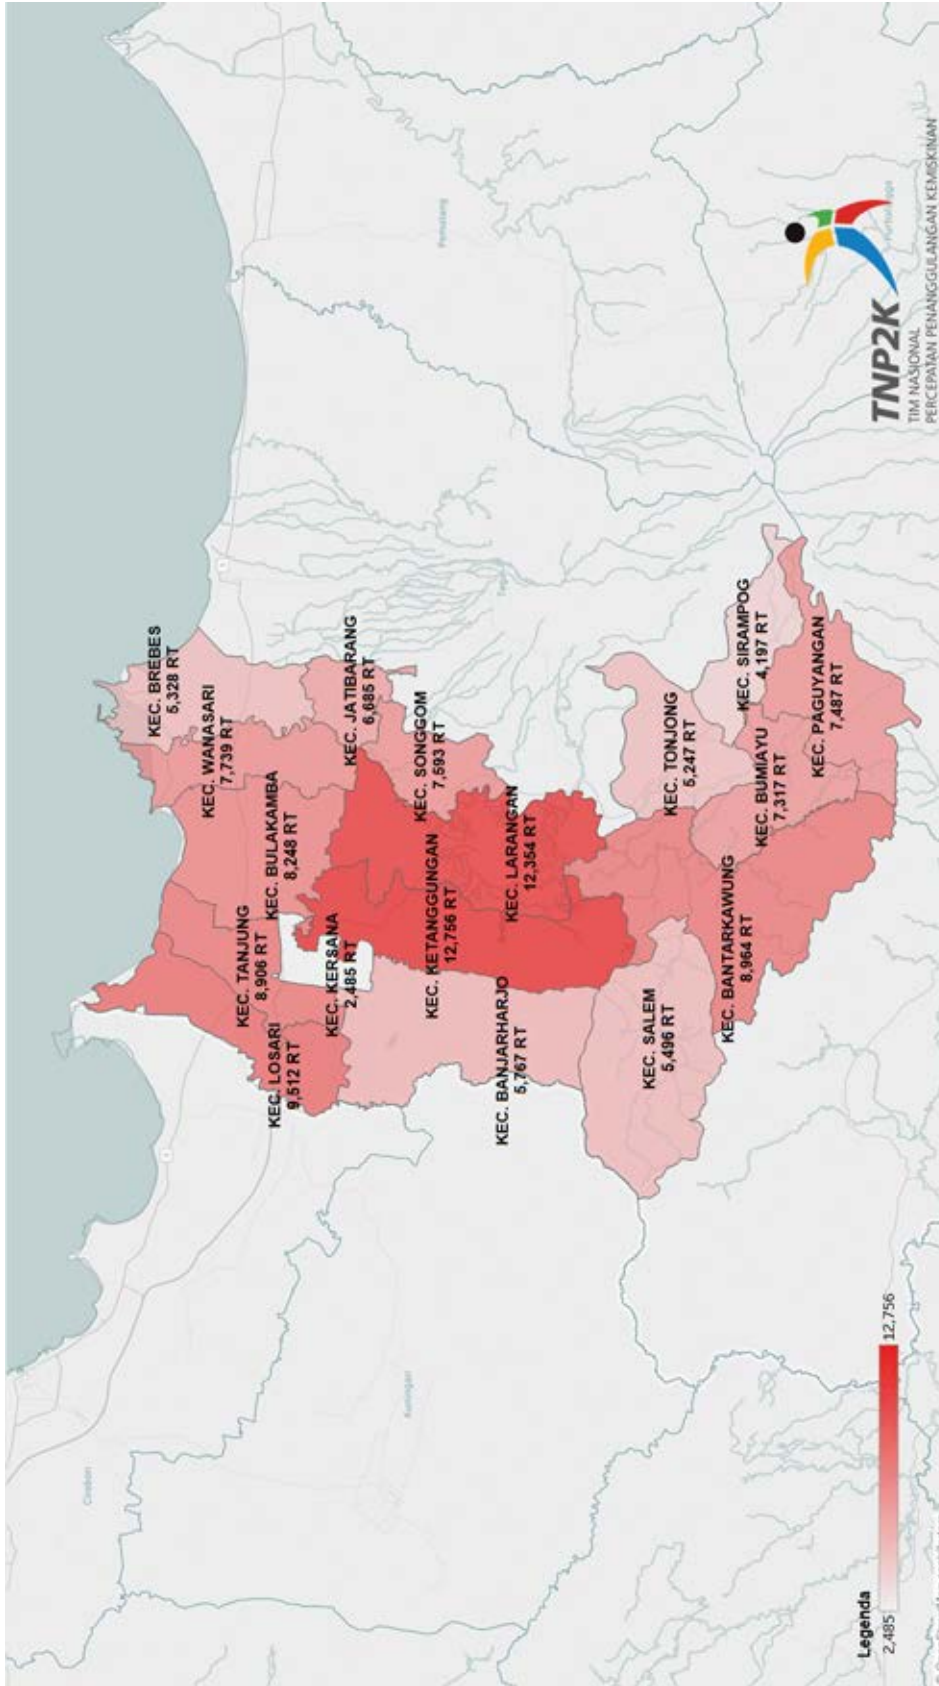 KEC. BREBES
5,328 RT
KEC. WANASARI
7,739 RT
KEC. BULAKAMBA
8,248 RT
KEC. TANJUNG
8,906 RT
KEC. LOSARI
9,512 RT
KEC. KERSANA
2,485 RT
KEC. JATIBARANG
6,685 RT
KEC. SONGGOM
7,593 RT
KEC. KETANGGUNGAN
12,756 RT
KEC. LARANGAN
12,354 RT
KEC. BANJARHARJO
5,767 RT
KEC. SALEM
5,496 RT
KEC. TONJONG
5,247 RT
KEC. SIRAMPOG
4,197 RT
KEC. BUMIAYU
7,317 RT
KEC. PAGUYANGAN
7,487 RT
KEC. BANTARKAWUNG
8,964 RT
Cirebon
Kuningan
Pemalang
Legenda
2,485
12,756
TNP2K
TIM NASIONAL
PERCEPATAN PENANGGULANGAN KEMISKINAN